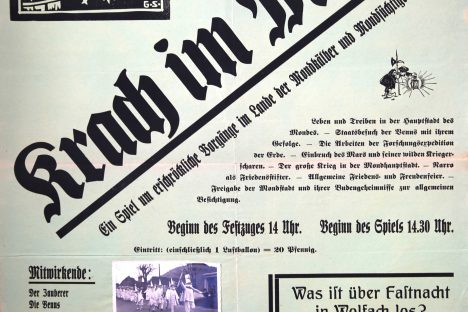 G.S.
Krach im
Ein Spiel um erschröckliche Vorgänge im Lande der Mondkälber und
Leben und Treiben in der Hauptstadt des
Mondes. — Staatsbesuch der Venus mit ihrem
Gefolge. — Die Arbeiten der Forschungsexpedition
der Erde. — Einbruch des Mars und seiner wilden Krieger-
scharen. — Der große Krieg in der Mondhauptstadt. — Narro
als Friedensstifter. — Allgemeine Friedens- und Freudenfeier. —
Freigabe der Mondstadt und ihrer Budengeheimnisse zur allgemeinen
Besichtigung.
Beginn des Festzuges 14 Uhr. Beginn des Spiels 14.30 Uhr.
Eintritt: (einschließlich 1 Luftballon) = 20 Pfennig.
Mitwirkende:
Der Zauberer
Die Venus
Was ist über Fastnacht
in Wolfach los?